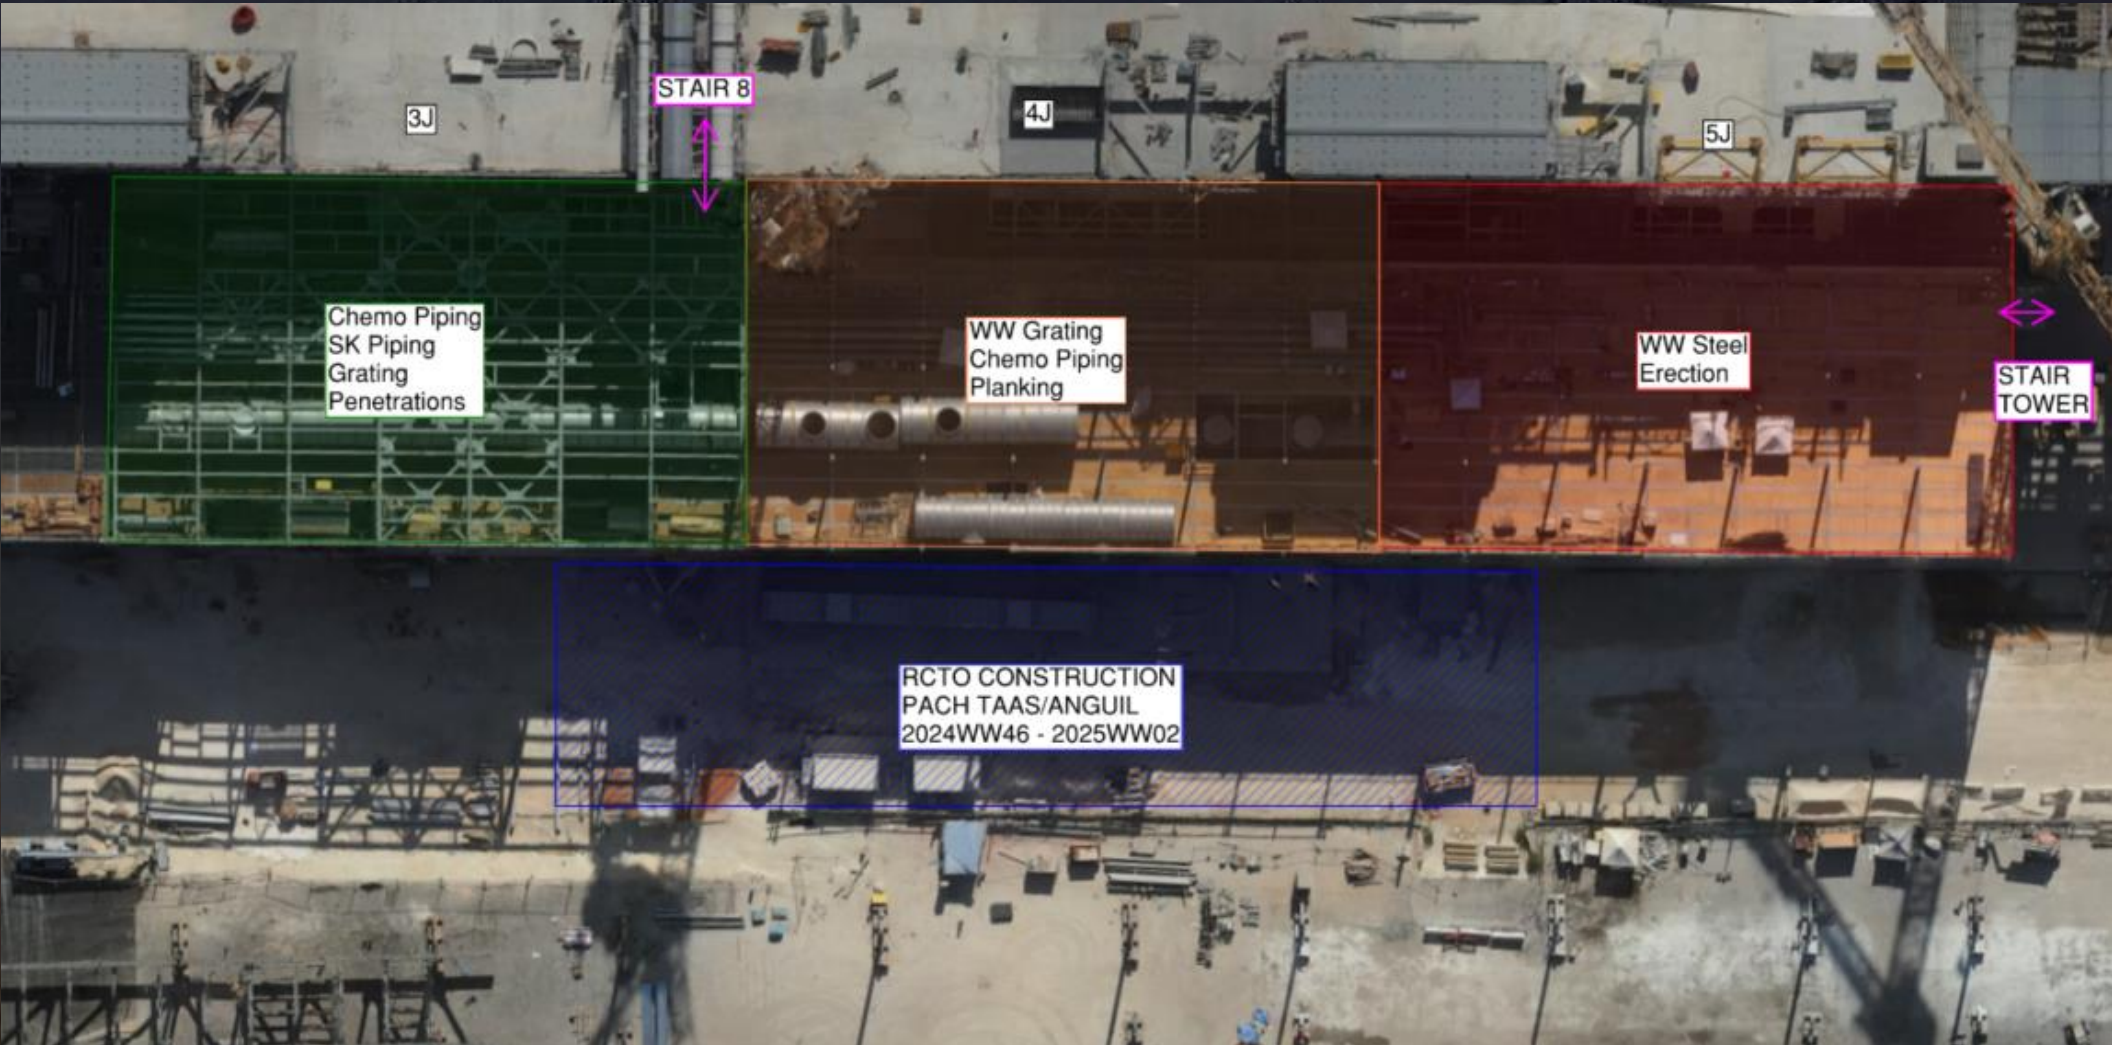 STAIR 8
3J
4J
5J
Chemo Piping
SK Piping
Grating
Penetrations
WW Grating
Chemo Piping
Planking
WW Steel
Erection
STAIR
TOWER
RCTO CONSTRUCTION
PACH TAAS/ANGUIL
2024WW46 - 2025WW02